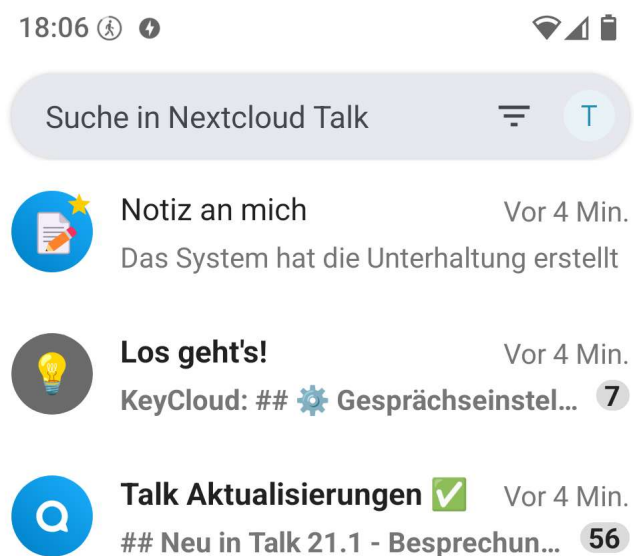 18:06
Suche in Nextcloud Talk T
Notiz an mich Vor 4 Min.
Das System hat die Unterhaltung erstellt
Los geht's! Vor 4 Min.
KeyCloud: ## ⚙️ Gesprächseinstel... 7
Talk Aktualisierungen ✅ Vor 4 Min.
## Neu in Talk 21.1 - Besprechun... 56